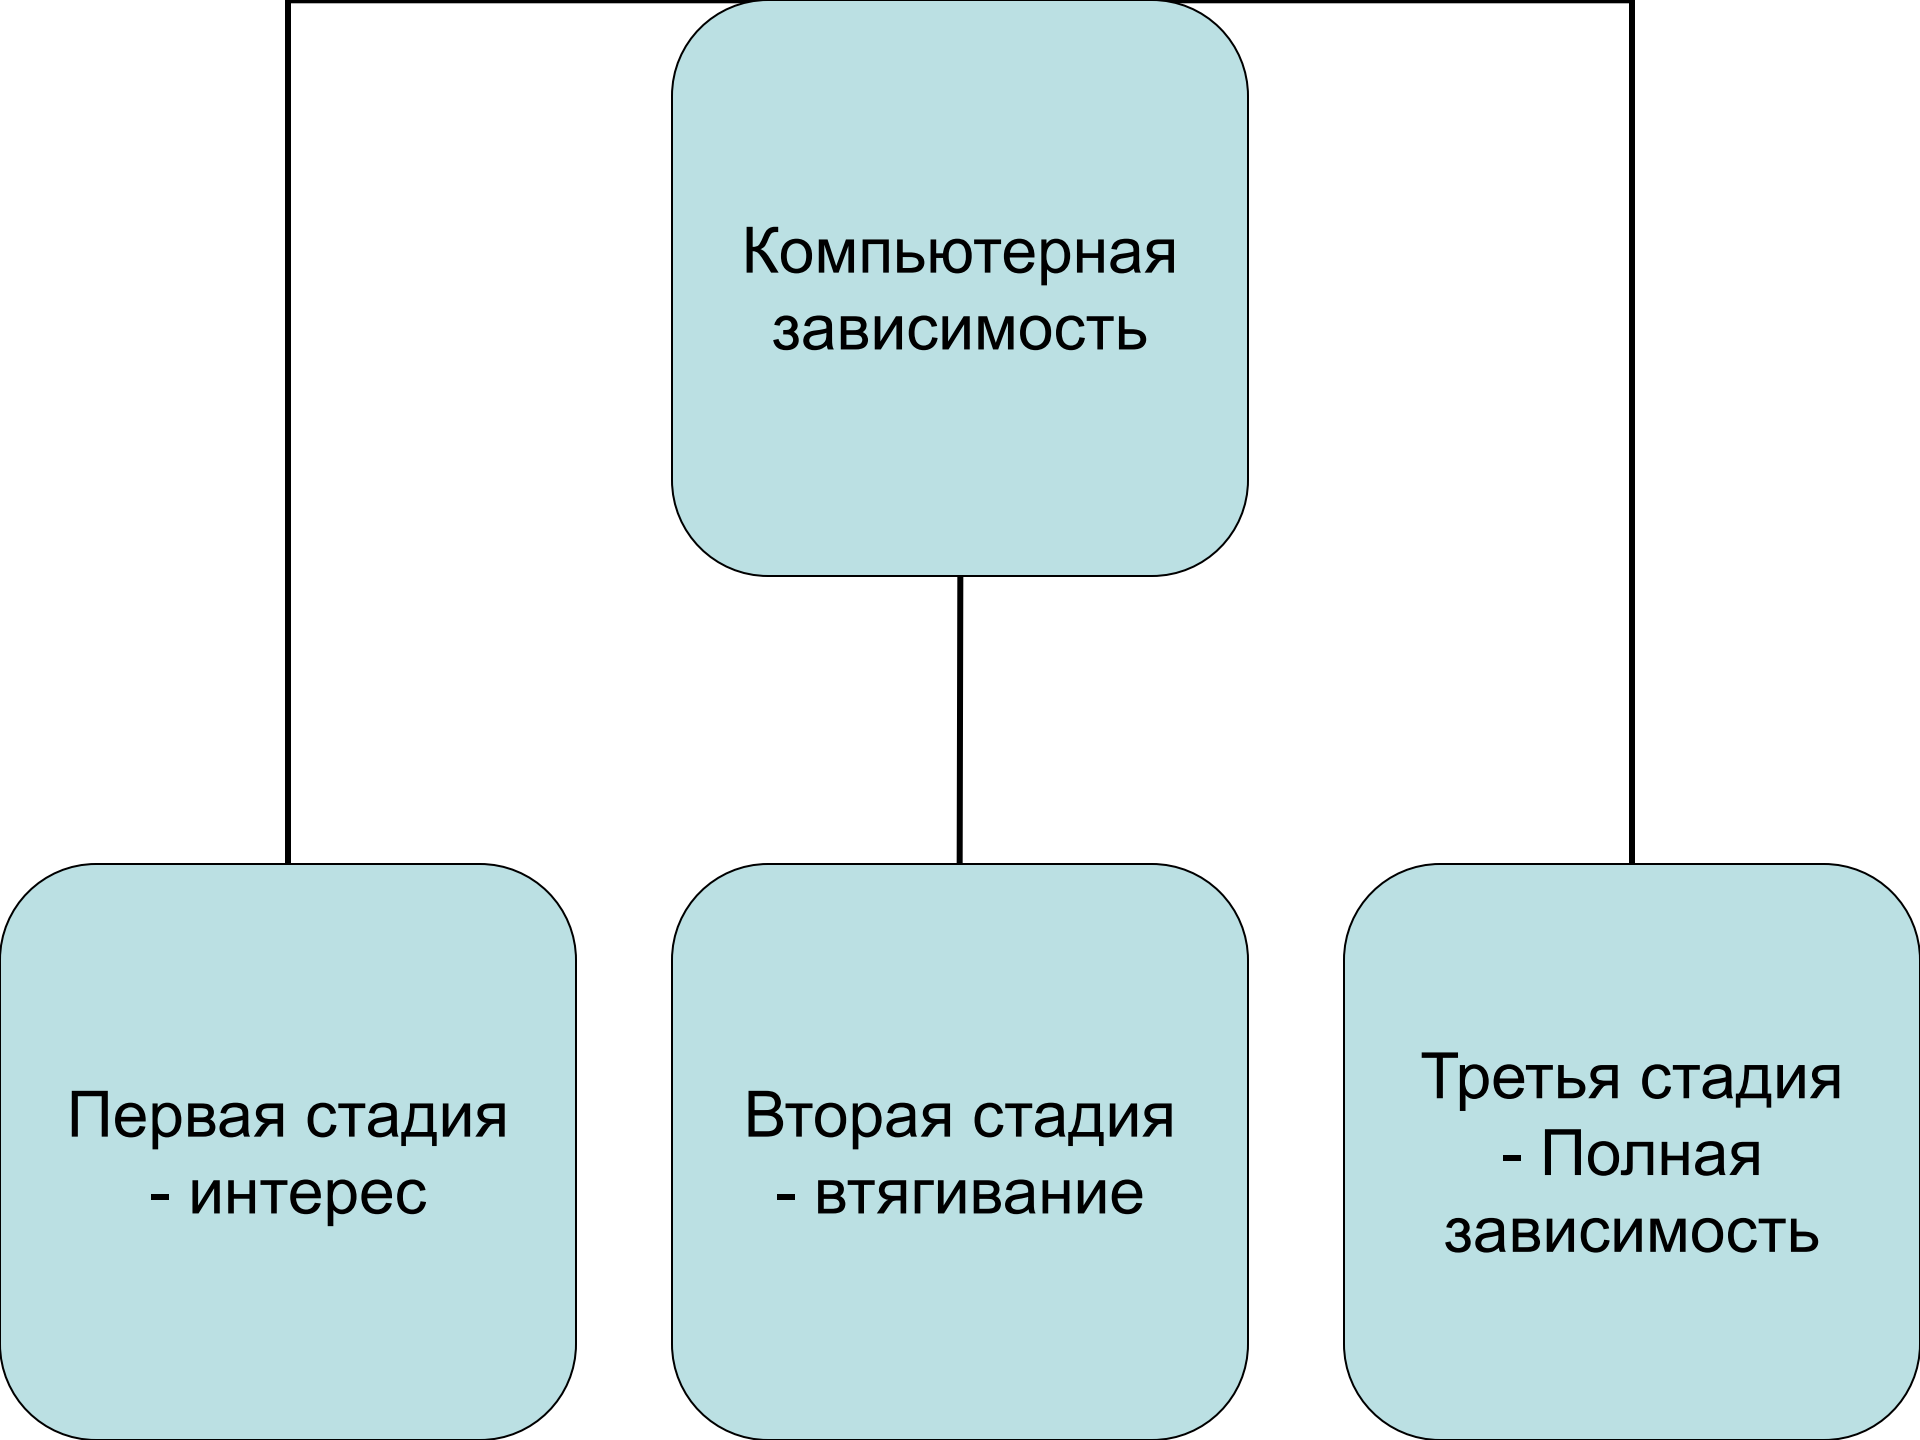 Компьютерная
зависимость
Первая стадия
- интерес
Вторая стадия
- втягивание
Третья стадия
- Полная
зависимость